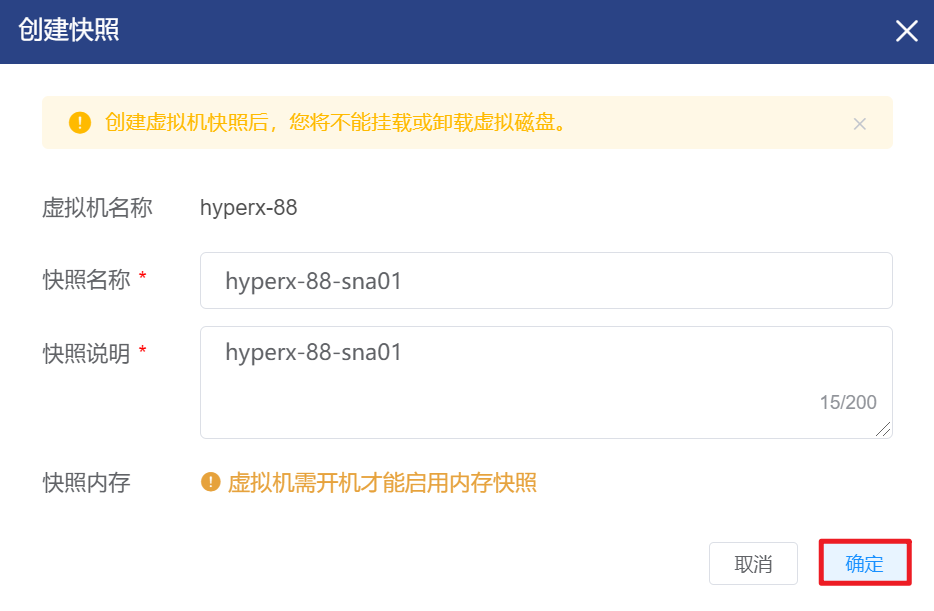 创建快照
创建虚拟机快照后，您将不能挂载或卸载虚拟磁盘。
虚拟机名称 hyperx-88
快照名称 * hyperx-88-sna01
快照说明 * hyperx-88-sna01
15/200
快照内存 虚拟机需开机才能启用内存快照
取消 确定